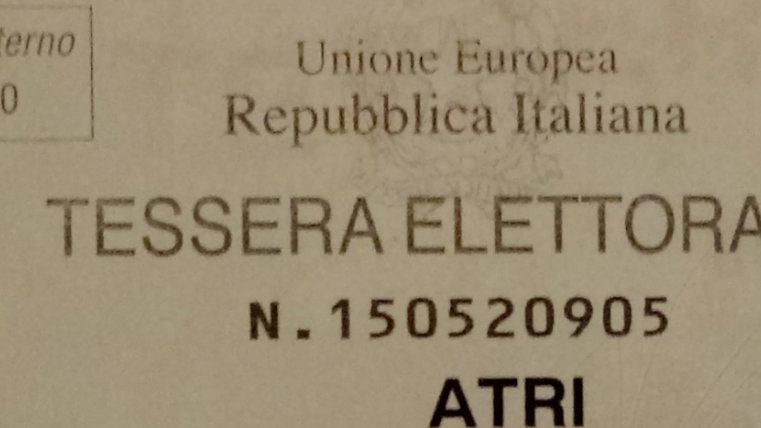 terno
0
Unione Europea
Repubblica Italiana
TESSERA ELETTORA
N.150520905
ATRI